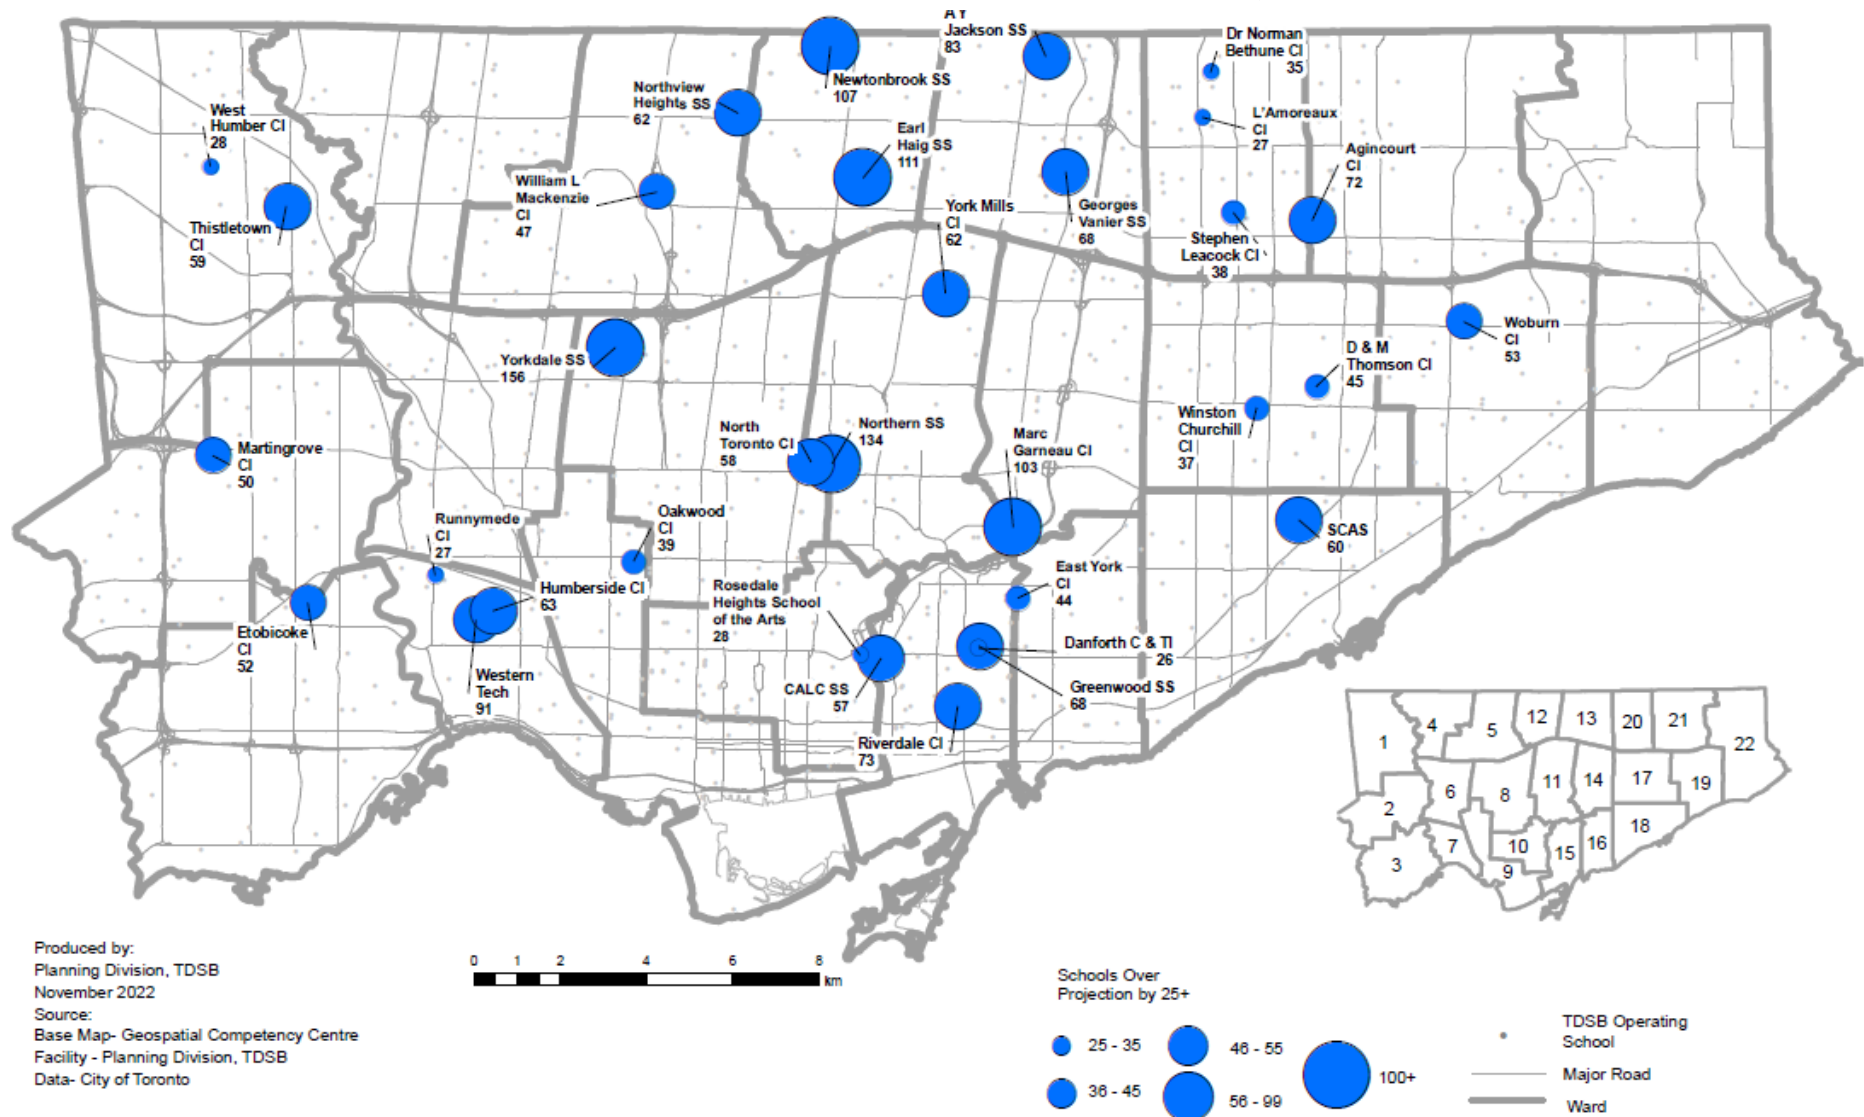 A Y
Jackson SS
83
Dr Norman
Bethune CI
35
Newtonbrook SS
107
Northview
Heights SS
62
West
Humber CI
28
L'Amoreaux
CI
27
Earl
Haig SS
111
Agincourt
CI
72
William L
Mackenzie
CI
47
York Mills
CI
62
Georges
Vanier SS
68
Thistletown
CI
59
Stephen
Leacock CI
38
Woburn
CI
53
Yorkdale SS
156
D & M
Thomson CI
45
Winston
Churchill
CI
37
North
Toronto CI
58
Northern SS
134
Marc
Garneau CI
103
Martingrove
CI
50
Runnymede
CI
27
Oakwood
CI
39
SCAS
60
East York
CI
44
Humberside CI
63
Rosedale
Heights School
of the Arts
28
Etobicoke
CI
52
Danforth C & TI
26
Western
Tech
91
CALC SS
57
Greenwood SS
68
Riverdale CI
73
1
2
3
4
5
6
7
8
9
10
11
12
13
14
15
16
17
18
19
20
21
22
Produced by:
Planning Division, TDSB
November 2022
Source:
Base Map- Geospatial Competency Centre
Facility - Planning Division, TDSB
Data- City of Toronto
0 1 2 4 6 8
km
Schools Over
Projection by 25+
25 - 35
36 - 45
46 - 55
56 - 99
100+
TDSB Operating
School
Major Road
Ward